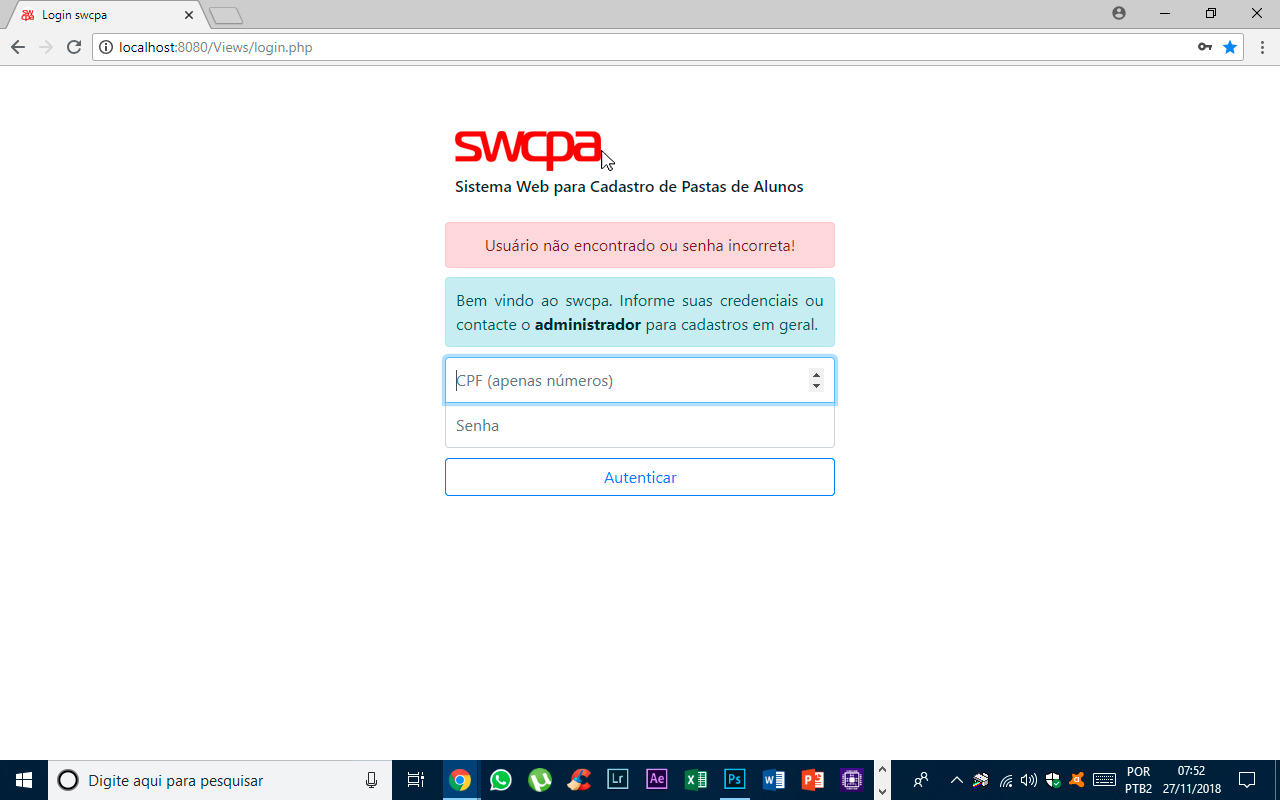 Login swcpa
localhost:8080/Views/login.php
swcpa
Sistema Web para Cadastro de Pastas de Alunos
Usuário não encontrado ou senha incorreta!
Bem vindo ao swcpa. Informe suas credenciais ou
contacte o administrador para cadastros em geral.
CPF (apenas números)
Senha
Autenticar
Digite aqui para pesquisar
Lr
Ae
Ps
POR
PTB2
07:52
27/11/2018